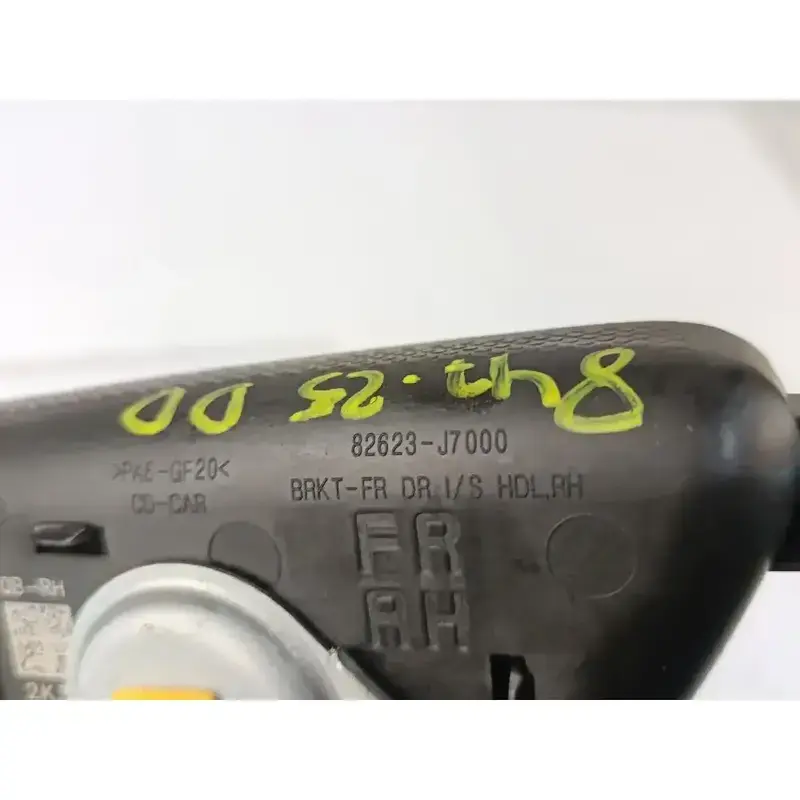 847.25 DD
82623-J7000
>PA6-GF20<
CD-CAR
BRKT-FR DR I/S HDL,RH
FR
RH